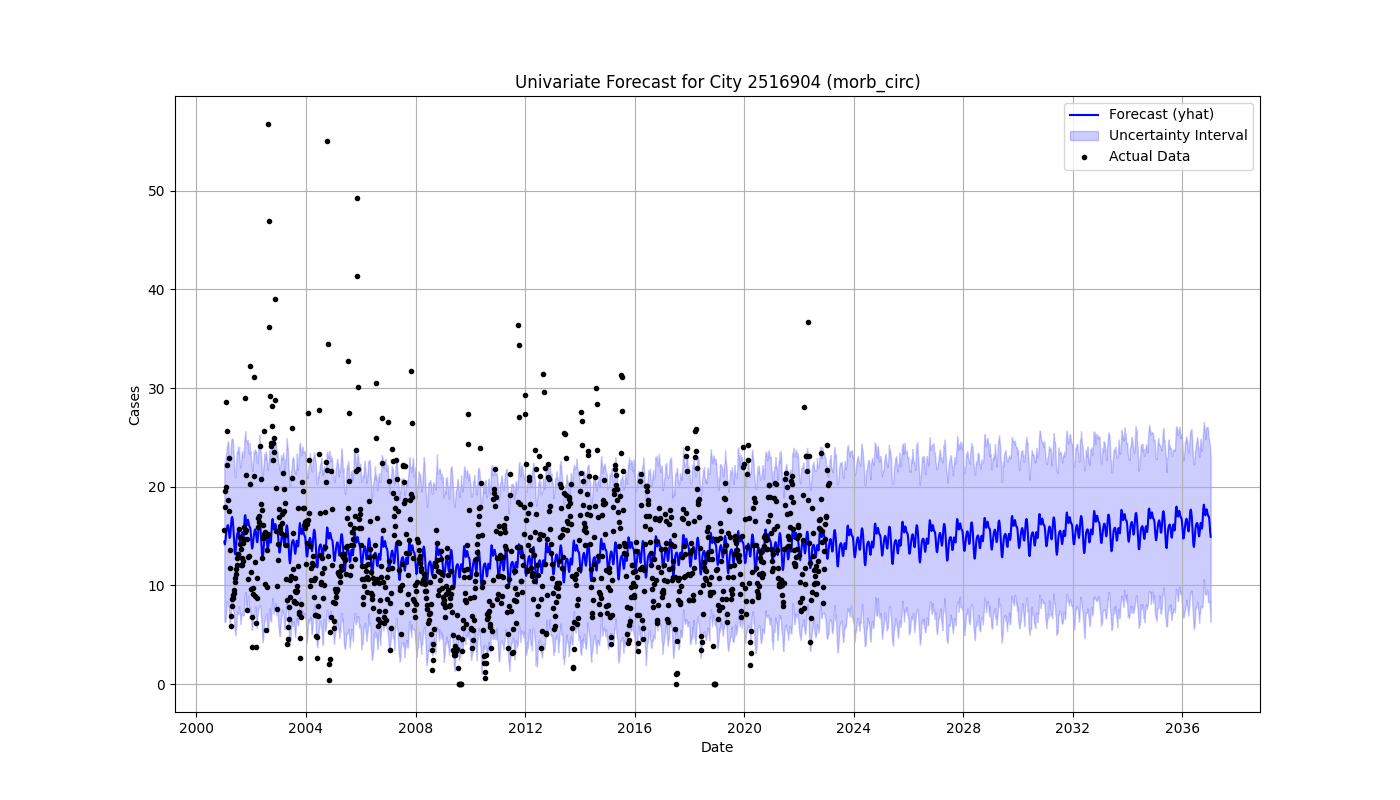 Univariate Forecast for City 2516904 (morb_circ)
Forecast (yhat)
Uncertainty Interval
Actual Data
Cases
50
40
30
20
10
0
2000 2004 2008 2012 2016 2020 2024 2028 2032 2036
Date